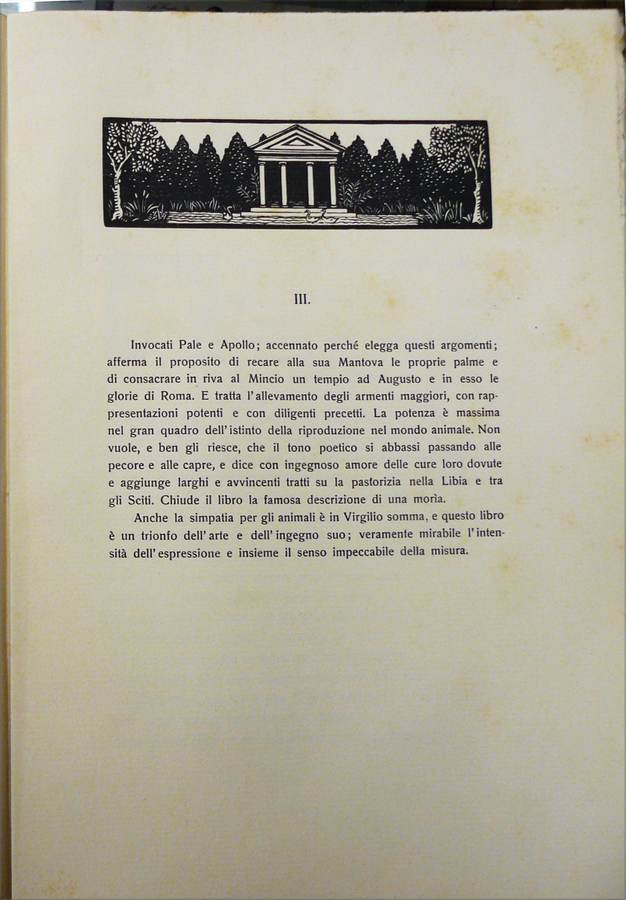 III.
Invocati Pale e Apollo; accennato perché elegga questi argomenti;
afferma il proposito di recare alla sua Mantova le proprie palme e
di consacrare in riva al Mincio un tempio ad Augusto e in esso le
glorie di Roma. E tratta l'allevamento degli armenti maggiori, con rap-
presentazioni potenti e con diligenti precetti. La potenza è massima
nel gran quadro dell'istinto della riproduzione nel mondo animale. Non
vuole, e ben gli riesce, che il tono poetico si abbassi passando alle
pecore e alle capre, e dice con ingegnoso amore delle cure loro dovute
e aggiunge larghi e avvincenti tratti su la pastorizia nella Libia e tra
gli Sciti. Chiude il libro la famosa descrizione di una morìa.
Anche la simpatia per gli animali è in Virgilio somma, e questo libro
è un trionfo dell'arte e dell'ingegno suo; veramente mirabile l'inten-
sità dell'espressione e insieme il senso impeccabile della misura.